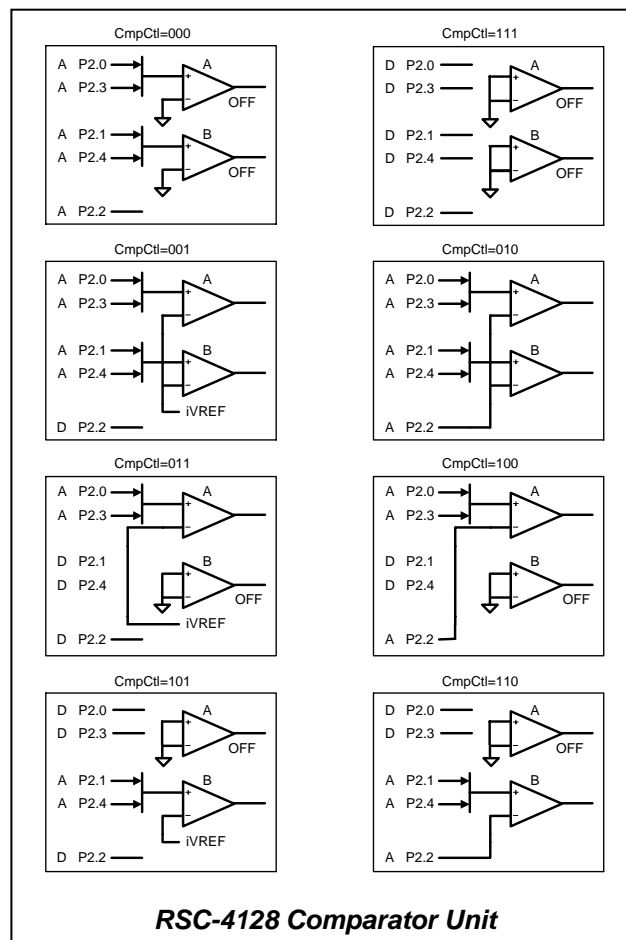 CmpCtl=000
A P2.0
A
A P2.3
+
−
OFF
A P2.1
B
A P2.4
+
−
OFF
A P2.2
CmpCtl=111
D P2.0
A
D P2.3
+
−
OFF
D P2.1
B
D P2.4
+
−
OFF
D P2.2
CmpCtl=001
A P2.0
A
A P2.3
+
−
A P2.1
B
A P2.4
+
−
iVREF
D P2.2
CmpCtl=010
A P2.0
A
A P2.3
+
−
A P2.1
B
A P2.4
+
−
A P2.2
CmpCtl=011
A P2.0
A
A P2.3
+
−
D P2.1
B
D P2.4
+
−
OFF
iVREF
D P2.2
CmpCtl=100
A P2.0
A
A P2.3
+
−
D P2.1
B
D P2.4
+
−
OFF
A P2.2
CmpCtl=101
D P2.0
A
D P2.3
+
−
OFF
A P2.1
B
A P2.4
+
−
iVREF
D P2.2
CmpCtl=110
D P2.0
A
D P2.3
+
−
OFF
A P2.1
B
A P2.4
+
−
A P2.2
RSC-4128 Comparator Unit